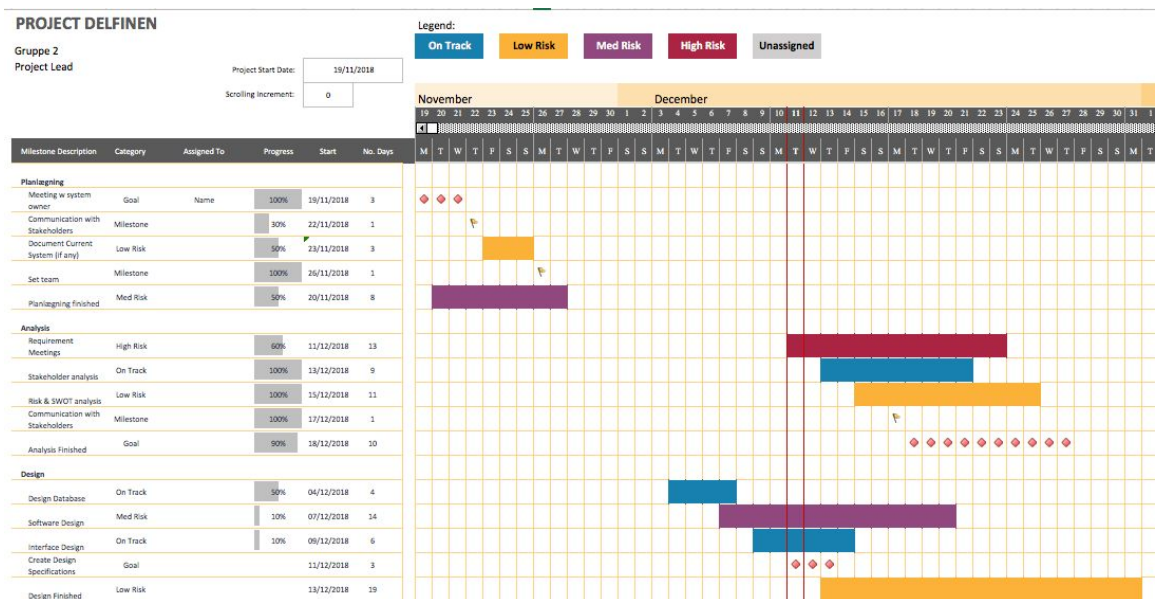 PROJECT DELFINEN
Legend:
Gruppe 2
On Track Low Risk Med Risk High Risk Unassigned
Project Lead
Project Start Date: 19/11/2018
Scrolling Increment: 0
November December
19 20 21 22 23 24 25 26 27 28 29 30 1 2 3 4 5 6 7 8 9 10 11 12 13 14 15 16 17 18 19 20 21 22 23 24 25 26 27 28 29 30 31 1
Milestone Description Category Assigned To Progress Start No. Days M T W T F S S M T W T F S S M T W T F S S M T W T F S S M T W T F S S M T W T F S S M T
Planlægning
Meeting w system
owner Goal Name 100% 19/11/2018 3
Communication with
Stakeholders Milestone 30% 22/11/2018 1
Document Current
System (if any) Low Risk 50% 23/11/2018 3
Set team Milestone 100% 26/11/2018 1
Planlægning finished Med Risk 50% 20/11/2018 8
Analysis
Requirement
Meetings High Risk 60% 11/12/2018 13
Stakeholder analysis On Track 100% 13/12/2018 9
Risk & SWOT analysis Low Risk 100% 15/12/2018 11
Communication with
Stakeholders Milestone 100% 17/12/2018 1
Analysis Finished Goal 90% 18/12/2018 10
Design
Design Database On Track 50% 04/12/2018 4
Software Design Med Risk 10% 07/12/2018 14
Interface Design On Track 10% 09/12/2018 6
Create Design
Specifications Goal 11/12/2018 3
Design Finished Low Risk 13/12/2018 19